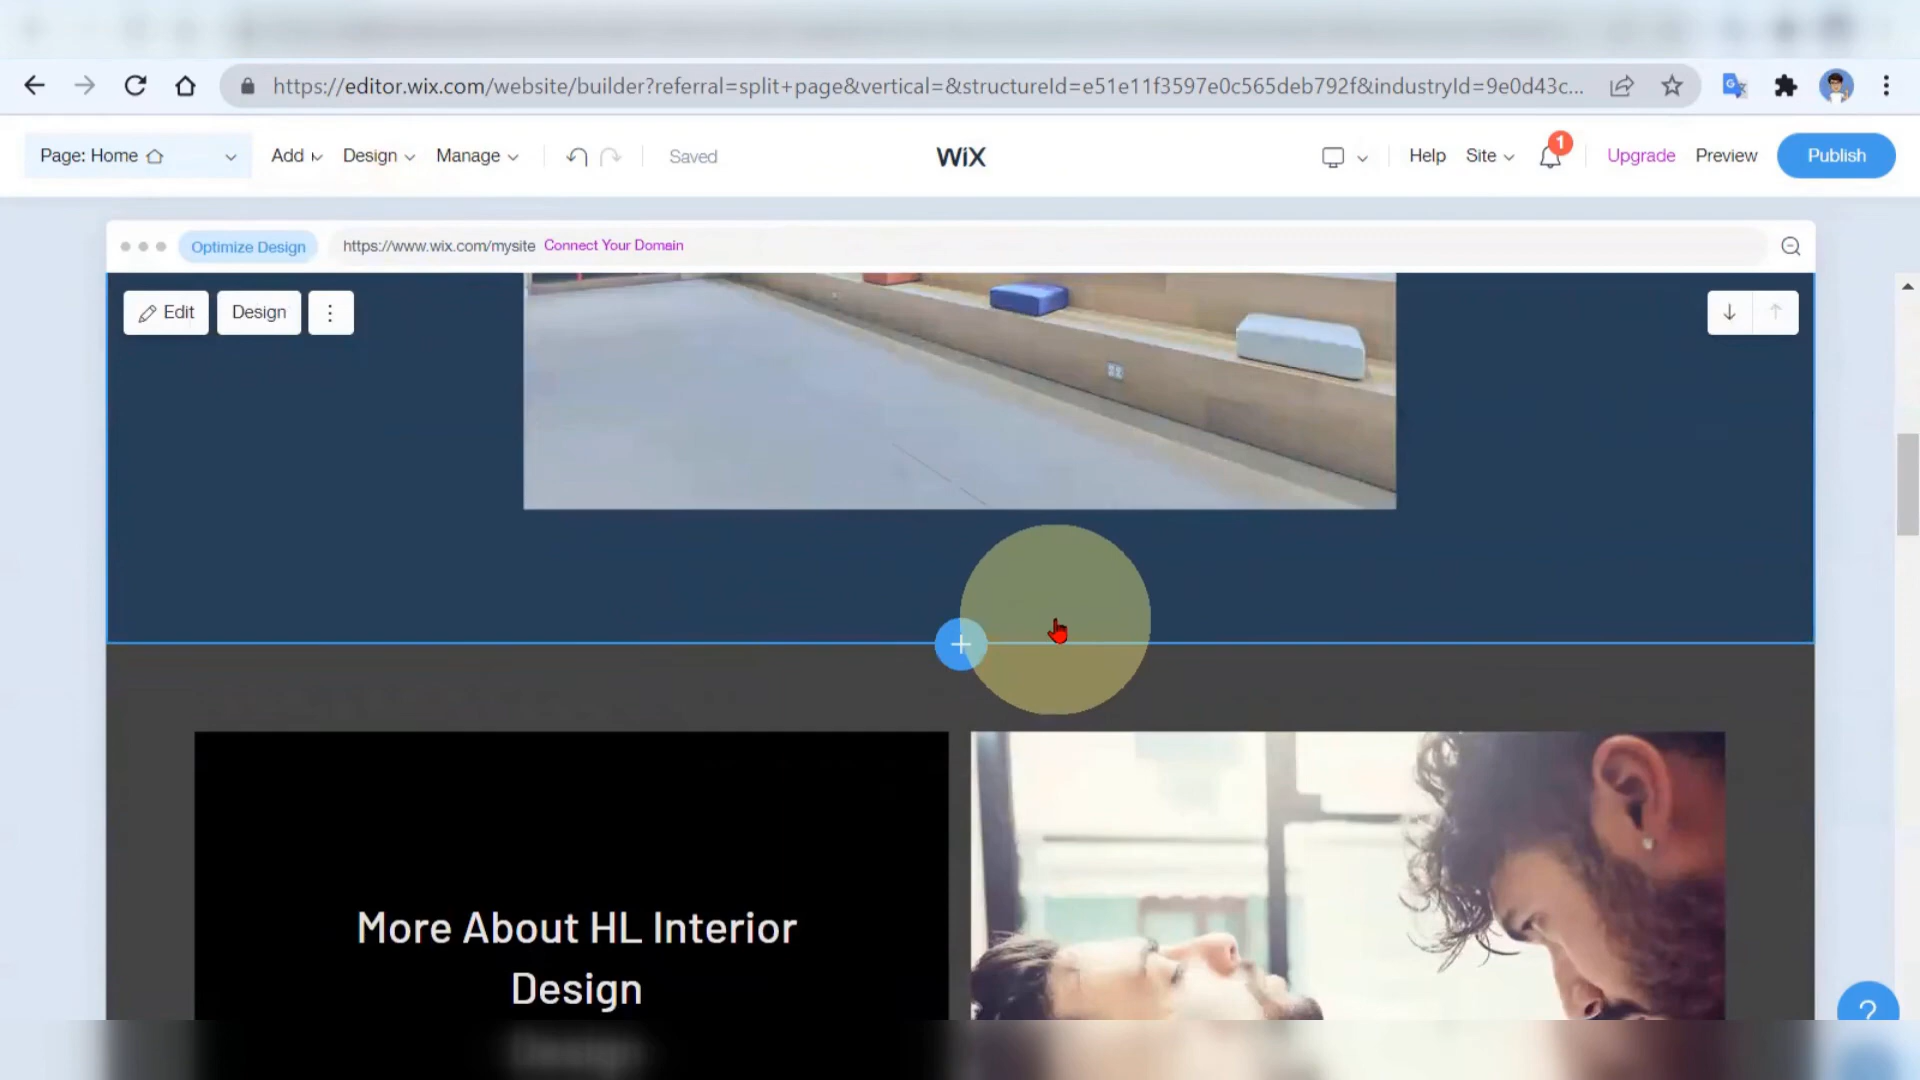 https://editor.wix.com/website/builder?referral=split+page&vertical=&structureId=e51e11f3597e0c565deb792f&industryId=9e0d43c...
Page: Home Add Design Manage Saved WiX Help Site 1 Upgrade Preview Publish
Optimize Design https://www.wix.com/mysite Connect Your Domain
Edit Design
More About HL Interior
Design
?